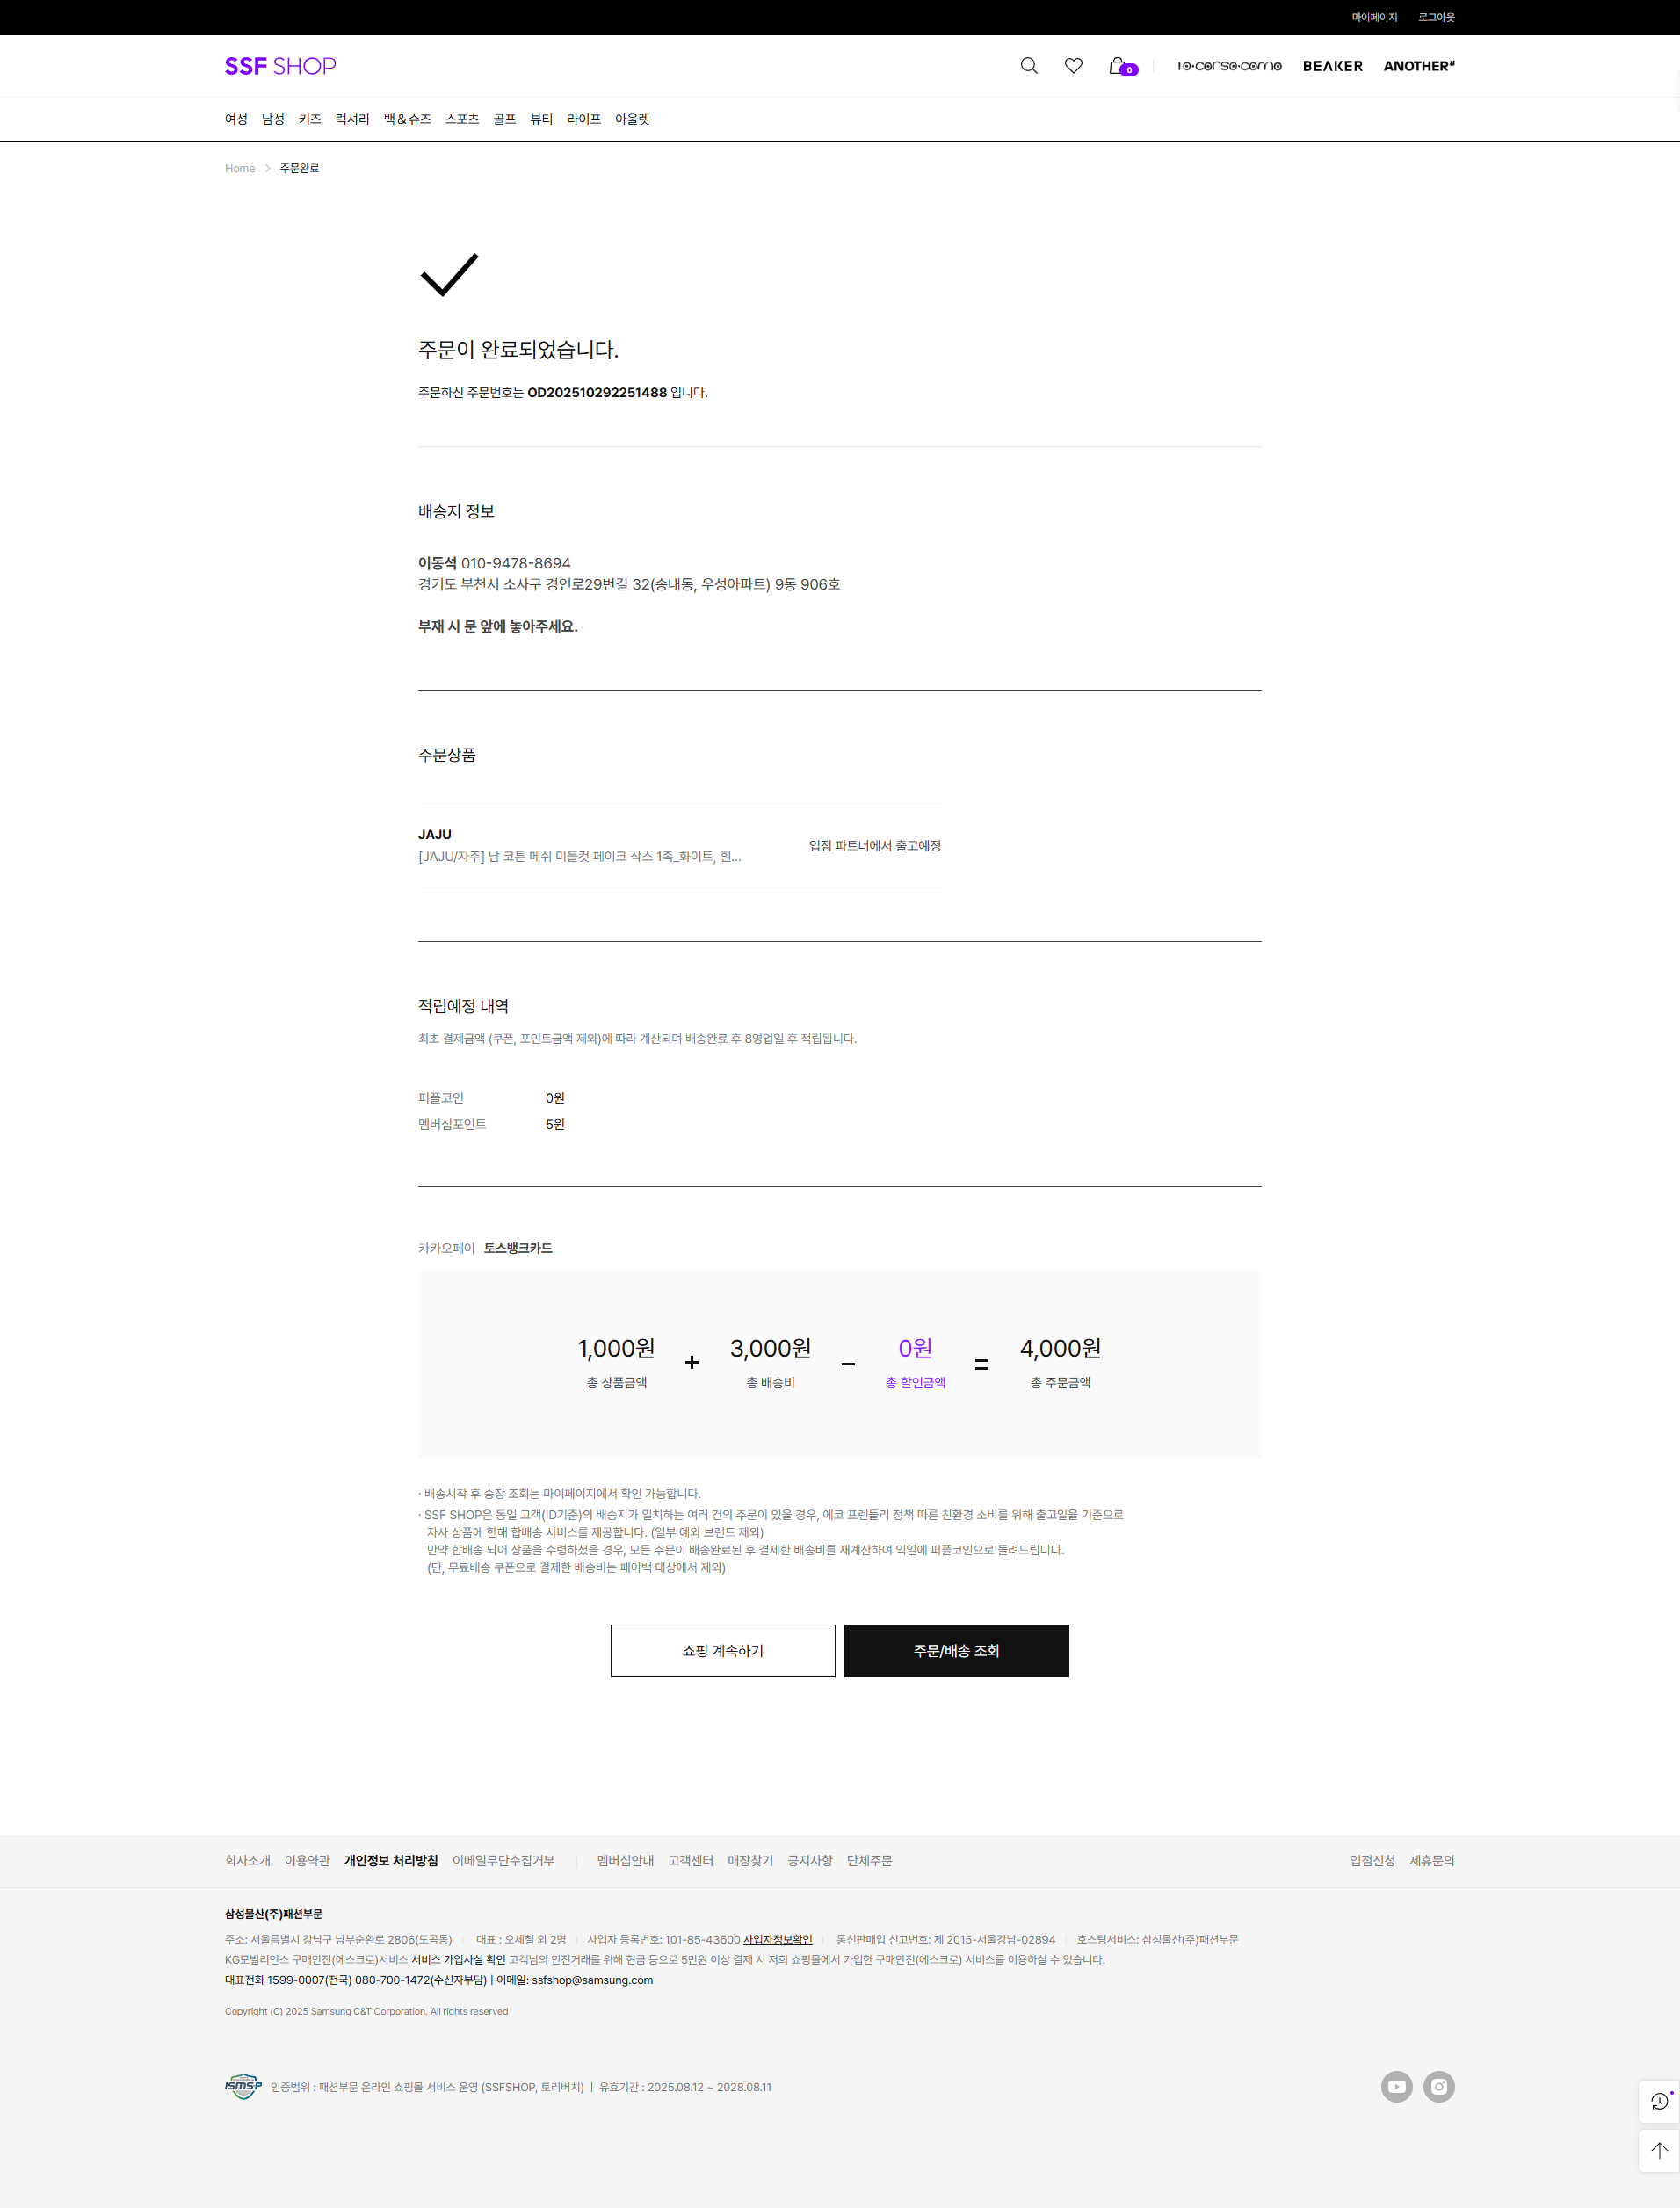 마이페이지 로그아웃
SSF SHOP
0
10·corso·como BEAKER ANOTHER#
여성 남성 키즈 럭셔리 백&슈즈 스포츠 골프 뷰티 라이프 아울렛
Home > 주문완료
주문이 완료되었습니다.
주문하신 주문번호는 OD202510292251488 입니다.
배송지 정보
이동석 010-9478-8694
경기도 부천시 소사구 경인로29번길 32(송내동, 우성아파트) 9동 906호
부재 시 문 앞에 놓아주세요.
주문상품
JAJU
[JAJU/자주] 남 코튼 메쉬 미들컷 페이크 삭스 1족_화이트, 흰...
입점 파트너에서 출고예정
적립예정 내역
최초 결제금액 (쿠폰, 포인트금액 제외)에 따라 계산되며 배송완료 후 8영업일 후 적립됩니다.
퍼플코인 0원
멤버십포인트 5원
카카오페이 토스뱅크카드
1,000원 + 3,000원 − 0원 = 4,000원
총 상품금액 총 배송비 총 할인금액 총 주문금액
· 배송시작 후 송장 조회는 마이페이지에서 확인 가능합니다.
· SSF SHOP은 동일 고객(ID기준)의 배송지가 일치하는 여러 건의 주문이 있을 경우, 에코 프렌들리 정책 따른 친환경 소비를 위해 출고일을 기준으로
자사 상품에 한해 합배송 서비스를 제공합니다. (일부 예외 브랜드 제외)
만약 합배송 되어 상품을 수령하셨을 경우, 모든 주문이 배송완료된 후 결제한 배송비를 재계산하여 익일에 퍼플코인으로 돌려드립니다.
(단, 무료배송 쿠폰으로 결제한 배송비는 페이백 대상에서 제외)
쇼핑 계속하기 주문/배송 조회
회사소개 이용약관 개인정보 처리방침 이메일무단수집거부 | 멤버십안내 고객센터 매장찾기 공지사항 단체주문 입점신청 제휴문의
삼성물산(주)패션부문
주소: 서울특별시 강남구 남부순환로 2806(도곡동) | 대표 : 오세철 외 2명 | 사업자 등록번호: 101-85-43600 사업자정보확인 | 통신판매업 신고번호: 제 2015-서울강남-02894 | 호스팅서비스: 삼성물산(주)패션부문
KG모빌리언스 구매안전(에스크로)서비스 서비스 가입사실 확인 고객님의 안전거래를 위해 현금 등으로 5만원 이상 결제 시 저희 쇼핑몰에서 가입한 구매안전(에스크로) 서비스를 이용하실 수 있습니다.
대표전화 1599-0007(전국) 080-700-1472(수신자부담) | 이메일: ssfshop@samsung.com
Copyright (C) 2025 Samsung C&T Corporation. All rights reserved
ISMS-P 인증범위 : 패션부문 온라인 쇼핑몰 서비스 운영 (SSFSHOP, 토리버치) | 유효기간 : 2025.08.12 ~ 2028.08.11